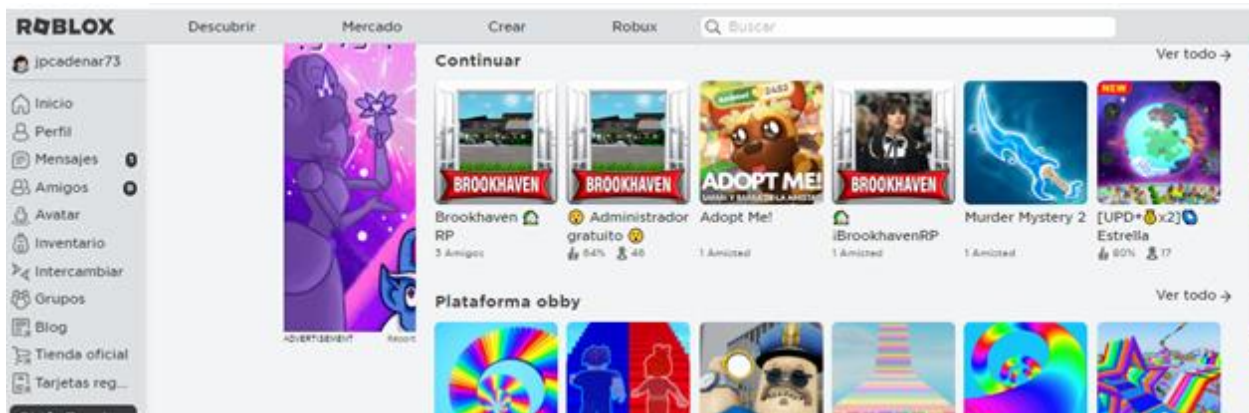 ROBLOX
Descubrir
Mercado
Crear
Robux
Buscar
jpcadenar73
Inicio
Perfil
Mensajes
Amigos
Avatar
Inventario
Intercambiar
Grupos
Blog
Tienda oficial
Tarjetas reg...
ADVERTISEMENT
Report
Continuar
Ver todo →
BROOKHAVEN
BROOKHAVEN
ADOPT ME!
BROOKHAVEN
NEW
Brookhaven 🏡
RP
3 Amigos
😲 Administrador
gratuito 😲
64% 46
Adopt Me!
1 Amistad
🏡
iBrookhavenRP
1 Amistad
Murder Mystery 2
1 Amistad
[UPD+💍x2]🌎
Estrella
60% 17
Plataforma obby
Ver todo →